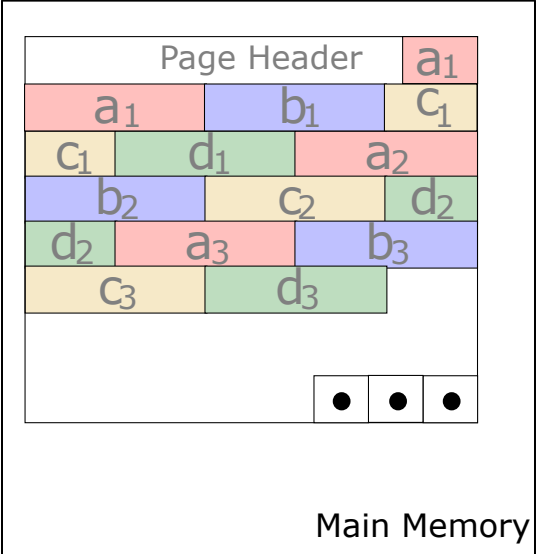 Page Header a₁
a₁ b₁ c₁
c₁ d₁ a₂
b₂ c₂ d₂
d₂ a₃ b₃
c₃ d₃
Main Memory